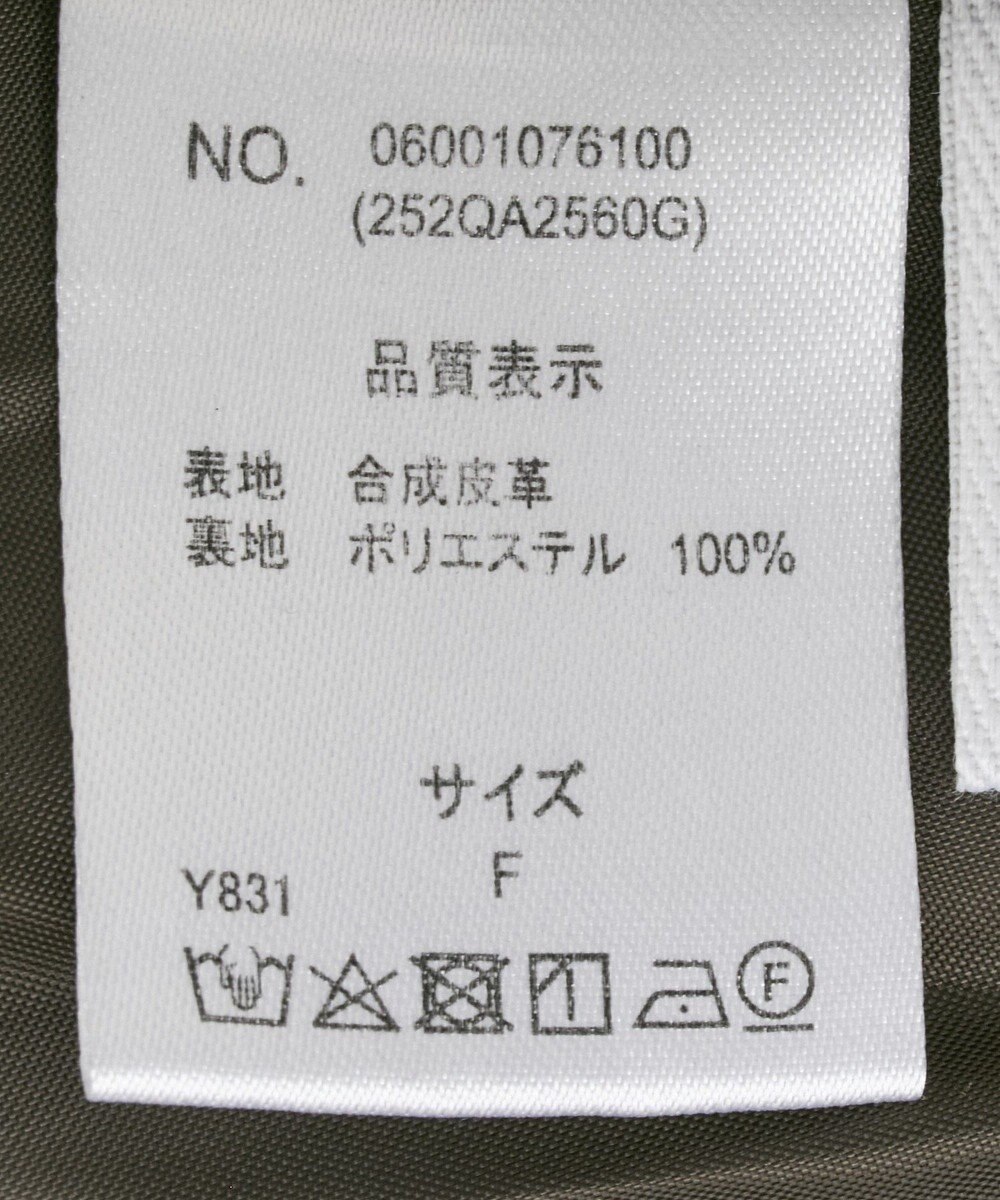 NO. 06001076100
(252QA2560G)
品質表示
表地 合成皮革
裏地 ポリエステル 100%
サイズ
F
Y831
F